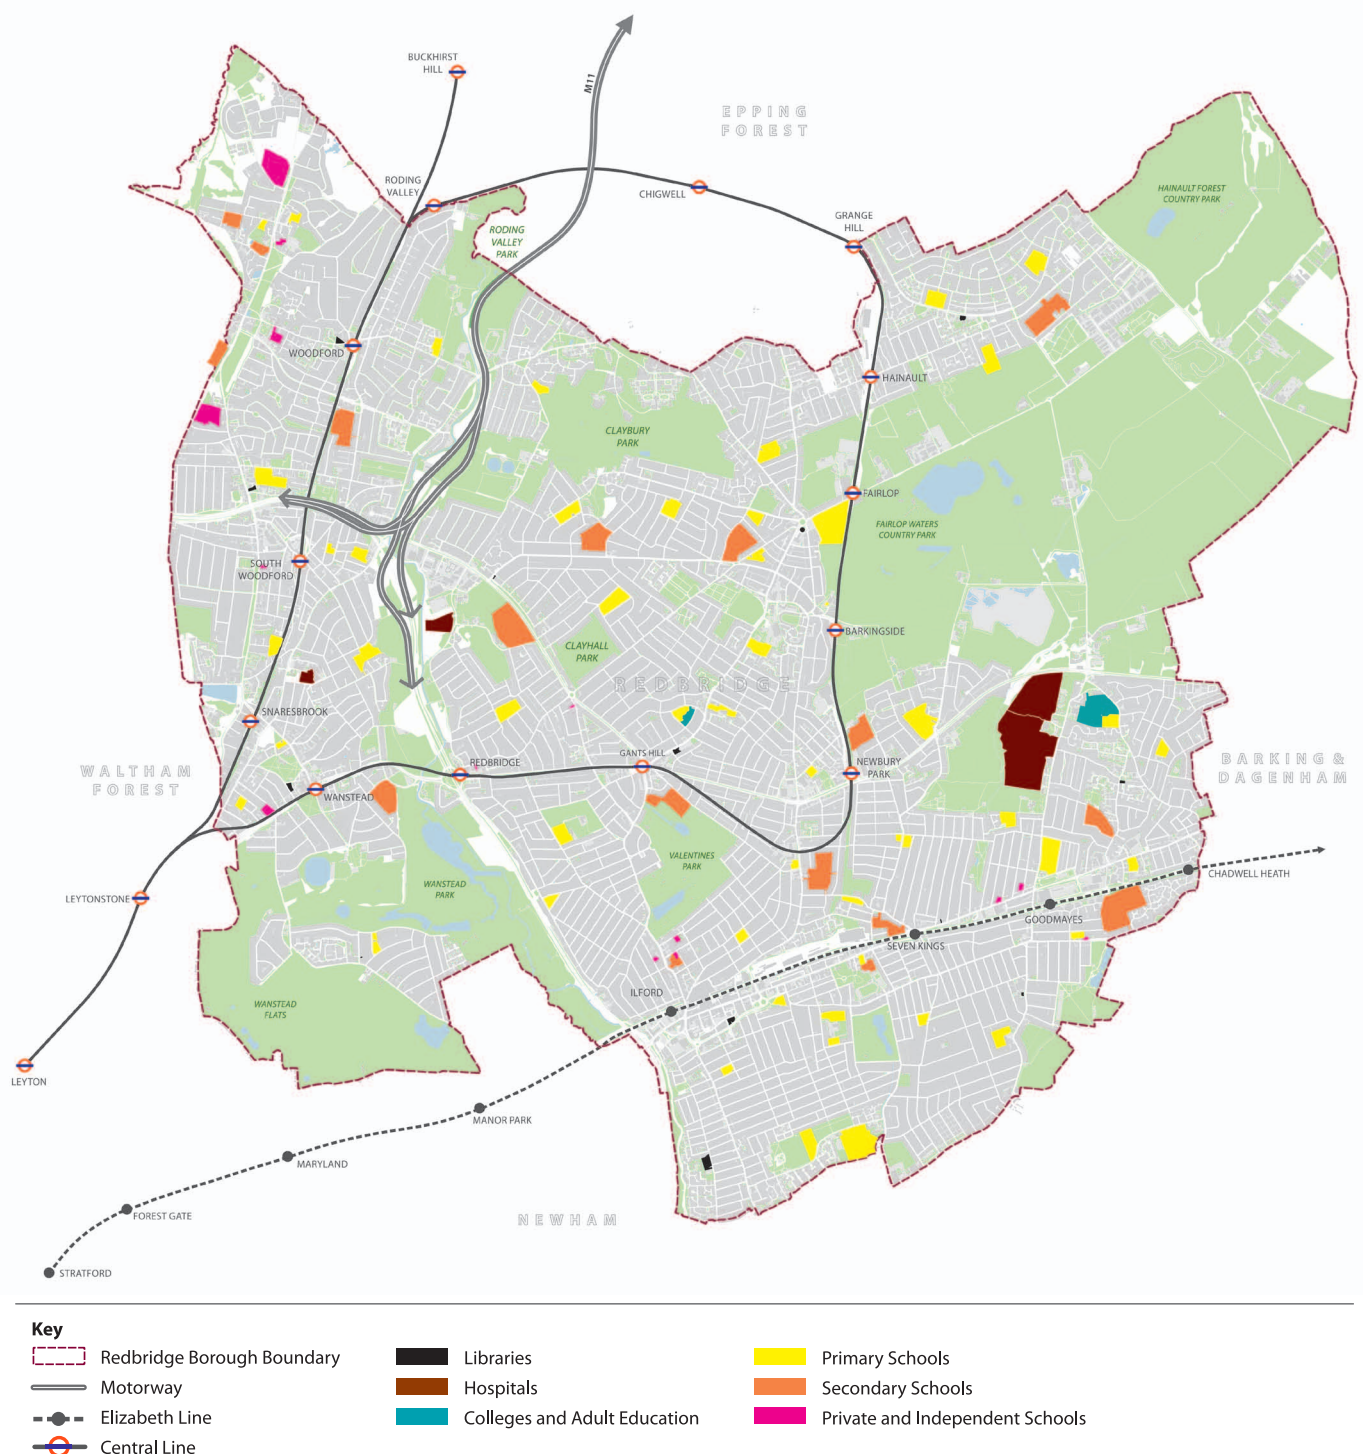 BUCKHIRST
HILL
M11
EPPING
FOREST
RODING
VALLEY
CHIGWELL
HAINAULT FOREST
COUNTRY PARK
GRANGE
HILL
RODING
VALLEY
PARK
WOODFORD
HAINAULT
CLAYBURY
PARK
FAIRLOP
FAIRLOP WATERS
COUNTRY PARK
SOUTH
WOODFORD
BARKINGSIDE
CLAYHALL
PARK
REDBRIDGE
SNARESBROOK
GANTS HILL
REDBRIDGE
NEWBURY
PARK
WALTHAM
FOREST
BARKING &
DAGENHAM
WANSTEAD
VALENTINES
PARK
WANSTEAD
PARK
CHADWELL HEATH
LEYTONSTONE
GOODMAYES
SEVEN KINGS
ILFORD
WANSTEAD
FLATS
LEYTON
MANOR PARK
MARYLAND
FOREST GATE
NEWHAM
STRATFORD
Key
Redbridge Borough Boundary
Motorway
Elizabeth Line
Central Line
Libraries
Hospitals
Colleges and Adult Education
Primary Schools
Secondary Schools
Private and Independent Schools